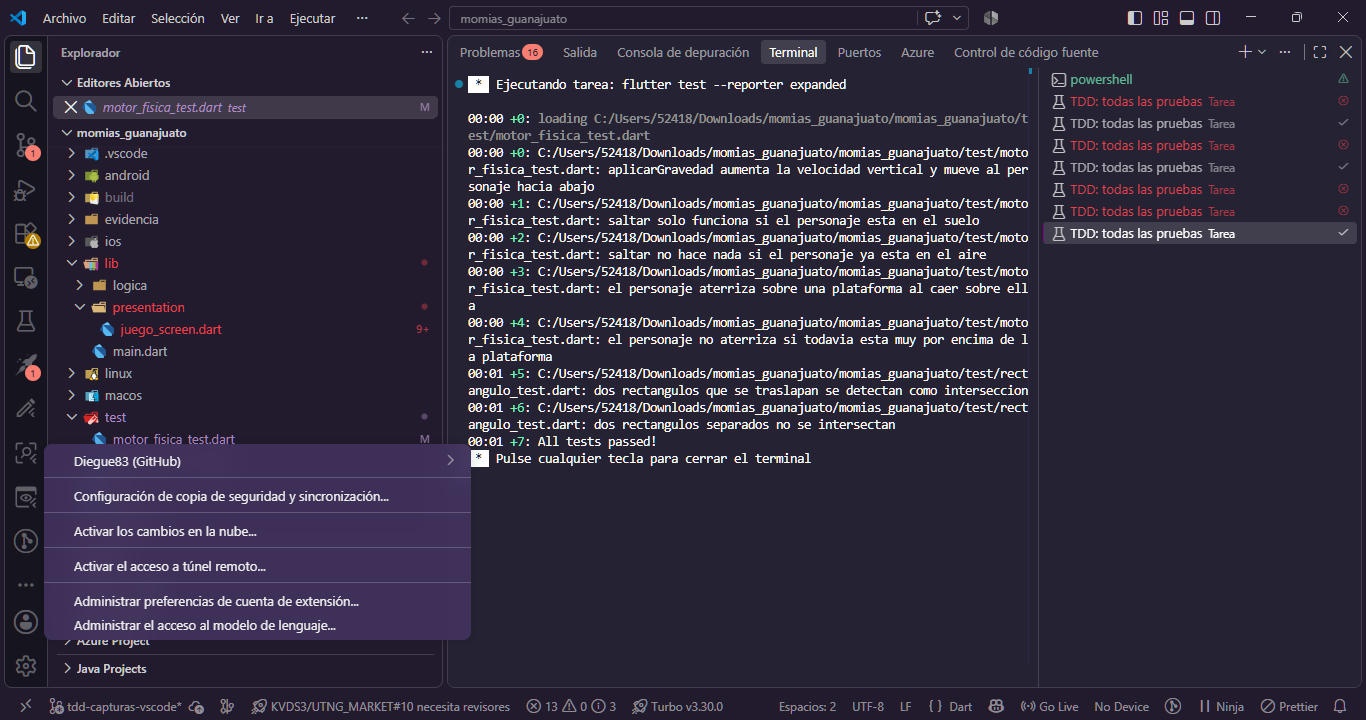 Archivo Editar Selección Ver Ir a Ejecutar ··· momias_guanajuato
Explorador ···
Editores Abiertos
motor_fisica_test.dart test M
momias_guanajuato
.vscode
android
build
evidencia
ios
lib
logica
presentation
juego_screen.dart 9+
main.dart
linux
macos
test
motor_fisica_test.dart M
1
1
Diegue83 (GitHub)
Configuración de copia de seguridad y sincronización...
Activar los cambios en la nube...
Activar el acceso a túnel remoto...
Administrar preferencias de cuenta de extensión...
Administrar el acceso al modelo de lenguaje...
Azure Project
Java Projects
Problemas 16 Salida Consola de depuración Terminal Puertos Azure Control de código fuente
* Ejecutando tarea: flutter test --reporter expanded
00:00 +0: loading C:/Users/52418/Downloads/momias_guanajuato/momias_guanajuato/t
est/motor_fisica_test.dart
00:00 +0: C:/Users/52418/Downloads/momias_guanajuato/momias_guanajuato/test/moto
r_fisica_test.dart: aplicarGravedad aumenta la velocidad vertical y mueve al per
sonaje hacia abajo
00:00 +1: C:/Users/52418/Downloads/momias_guanajuato/momias_guanajuato/test/moto
r_fisica_test.dart: saltar solo funciona si el personaje esta en el suelo
00:00 +2: C:/Users/52418/Downloads/momias_guanajuato/momias_guanajuato/test/moto
r_fisica_test.dart: saltar no hace nada si el personaje ya esta en el aire
00:00 +3: C:/Users/52418/Downloads/momias_guanajuato/momias_guanajuato/test/moto
r_fisica_test.dart: el personaje aterriza sobre una plataforma al caer sobre ell
a
00:00 +4: C:/Users/52418/Downloads/momias_guanajuato/momias_guanajuato/test/moto
r_fisica_test.dart: el personaje no aterriza si todavia esta muy por encima de l
a plataforma
00:01 +5: C:/Users/52418/Downloads/momias_guanajuato/momias_guanajuato/test/rect
angulo_test.dart: dos rectangulos que se traslapan se detectan como interseccion
00:01 +6: C:/Users/52418/Downloads/momias_guanajuato/momias_guanajuato/test/rect
angulo_test.dart: dos rectangulos separados no se intersectan
00:01 +7: All tests passed!
* Pulse cualquier tecla para cerrar el terminal
powershell
TDD: todas las pruebas Tarea
TDD: todas las pruebas Tarea
TDD: todas las pruebas Tarea
TDD: todas las pruebas Tarea
TDD: todas las pruebas Tarea
TDD: todas las pruebas Tarea
TDD: todas las pruebas Tarea
tdd-capturas-vscode* KVDS3/UTNG_MARKET#10 necesita revisores 13 0 3 Turbo v3.30.0 Espacios: 2 UTF-8 LF {} Dart Go Live No Device Ninja Prettier